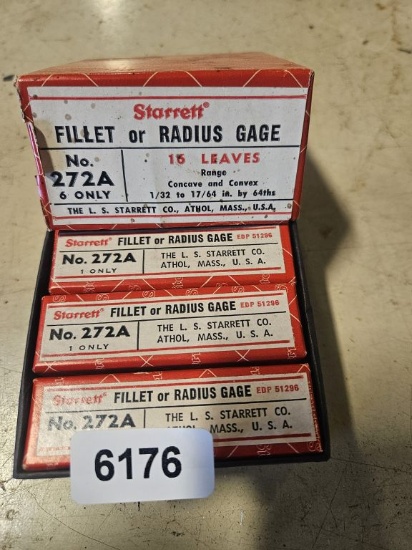 Starrett
FILLET or RADIUS GAGE
No. 272A
6 ONLY
16 LEAVES
Range
Concave and Convex
1/32 to 17/64 in. by 64ths
THE L. S. STARRETT CO., ATHOL, MASS., U.S.A.
Starrett FILLET or RADIUS GAGE EDP 51296
No. 272A
1 ONLY
THE L. S. STARRETT CO.
ATHOL, MASS., U. S. A.
Starrett FILLET or RADIUS GAGE EDP 51296
No. 272A
1 ONLY
THE L. S. STARRETT CO.
ATHOL, MASS., U. S. A.
Starrett FILLET or RADIUS GAGE EDP 51296
No. 272A
THE L. S. STARRETT CO.
ATHOL, MASS., U. S. A.
6176